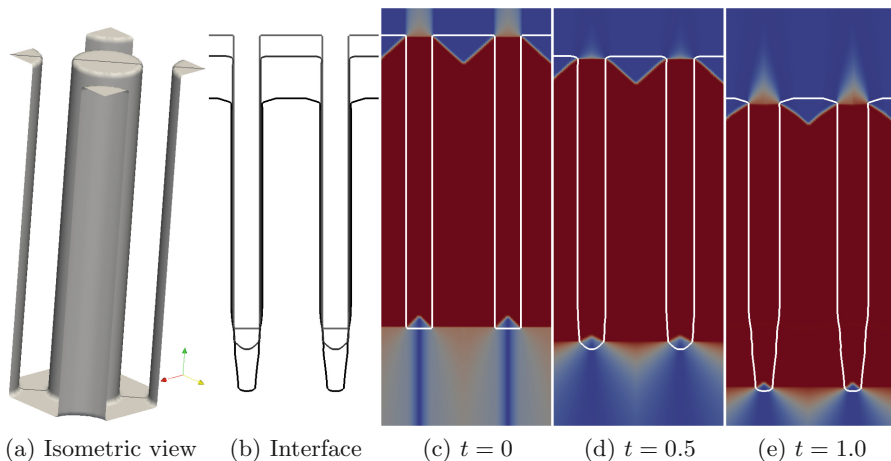 (a) Isometric view
(b) Interface
(c) t = 0
(d) t = 0.5
(e) t = 1.0